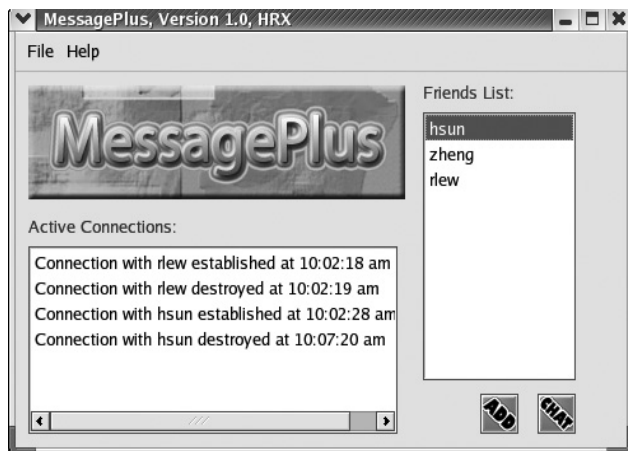 MessagePlus, Version 1.0, HRX
File Help
MessagePlus
Friends List:
hsun
zheng
rlew
Active Connections:
Connection with rlew established at 10:02:18 am
Connection with rlew destroyed at 10:02:19 am
Connection with hsun established at 10:02:28 am
Connection with hsun destroyed at 10:07:20 am
ADD
CHAT